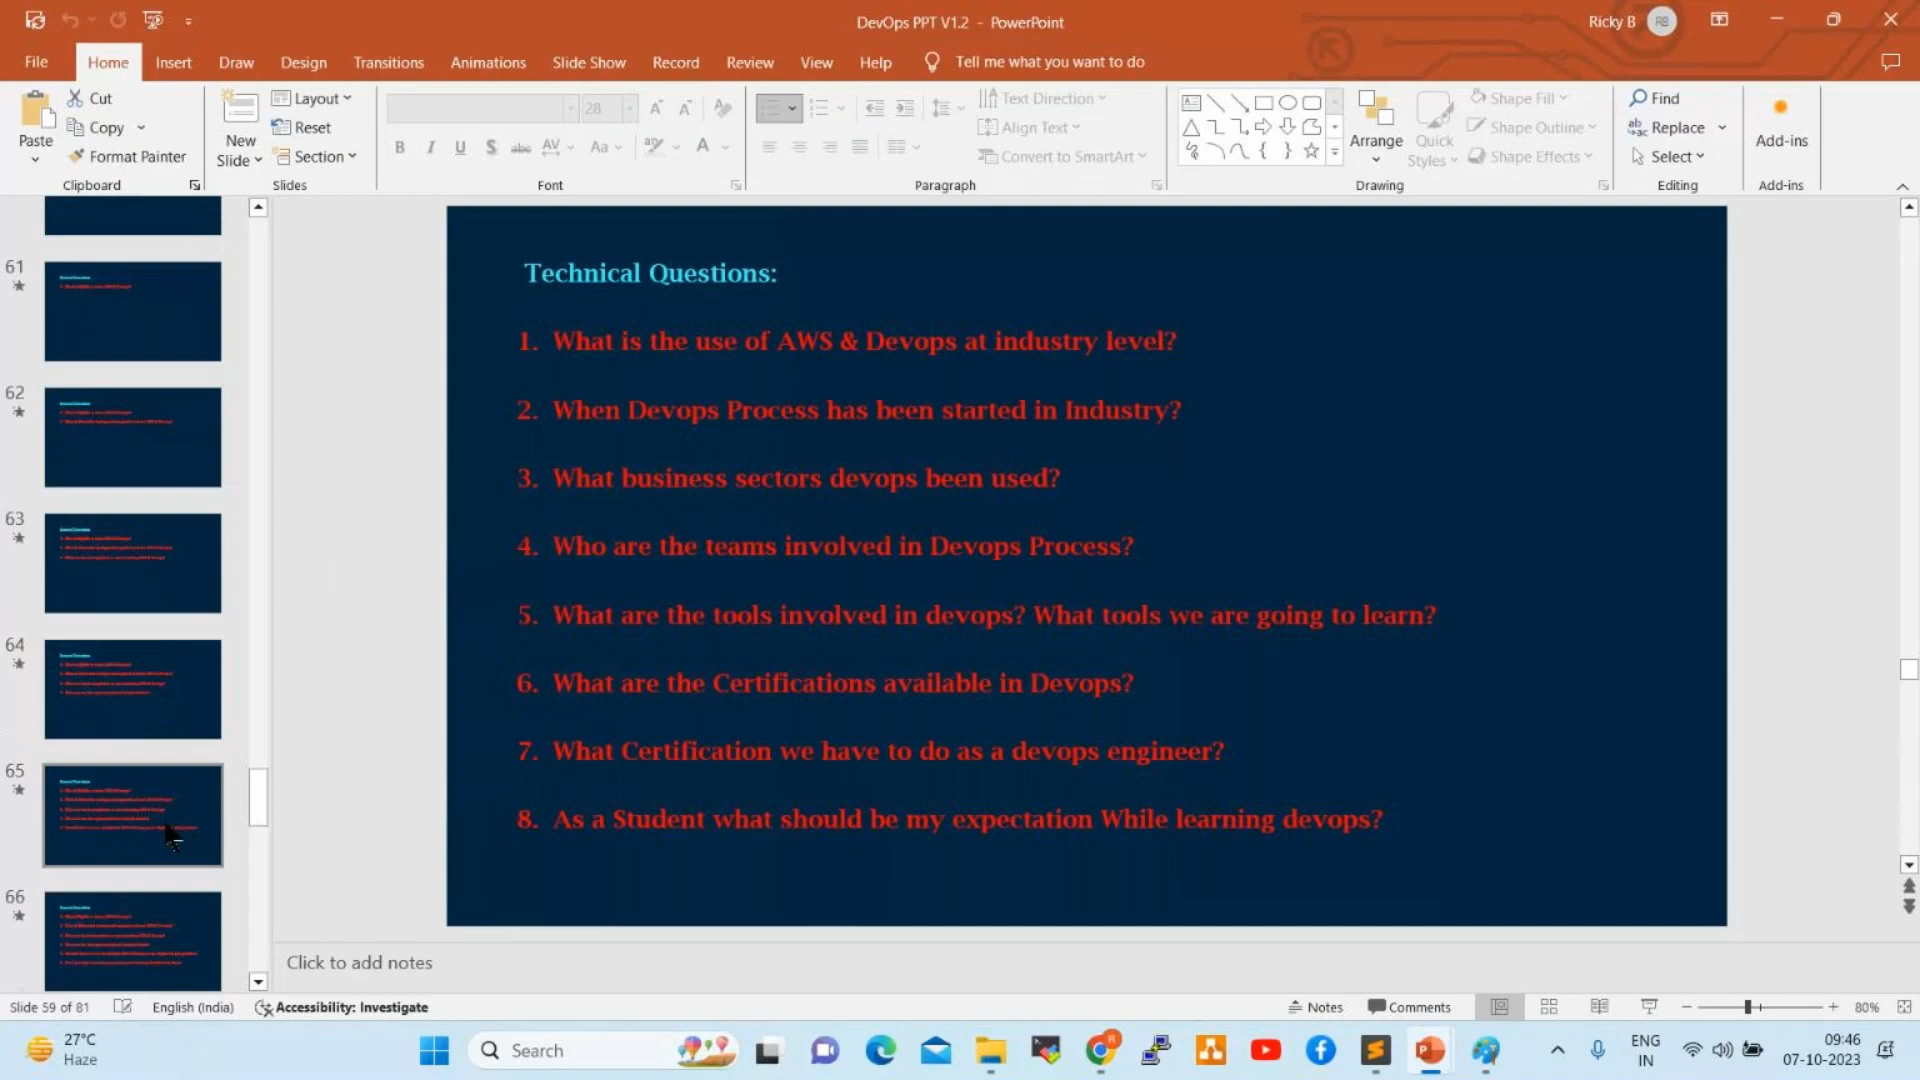 DevOps PPT V1.2 - PowerPoint
Ricky B
RB
File
Home
Insert
Draw
Design
Transitions
Animations
Slide Show
Record
Review
View
Help
Tell me what you want to do
Paste
Cut
Copy
Format Painter
Clipboard
New
Slide
Layout
Reset
Section
Slides
28
Font
Text Direction
Align Text
Convert to SmartArt
Paragraph
Arrange
Quick
Styles
Shape Fill
Shape Outline
Shape Effects
Drawing
Find
Replace
Select
Editing
Add-ins
Add-ins
61
62
63
64
65
66
Technical Questions:
1. What is the use of AWS & Devops at industry level?
2. When Devops Process has been started in Industry?
3. What business sectors devops been used?
4. Who are the teams involved in Devops Process?
5. What are the tools involved in devops? What tools we are going to learn?
6. What are the Certifications available in Devops?
7. What Certification we have to do as a devops engineer?
8. As a Student what should be my expectation While learning devops?
Click to add notes
Slide 59 of 81
English (India)
Accessibility: Investigate
Notes
Comments
80%
27°C
Haze
Search
ENG
IN
09:46
07-10-2023